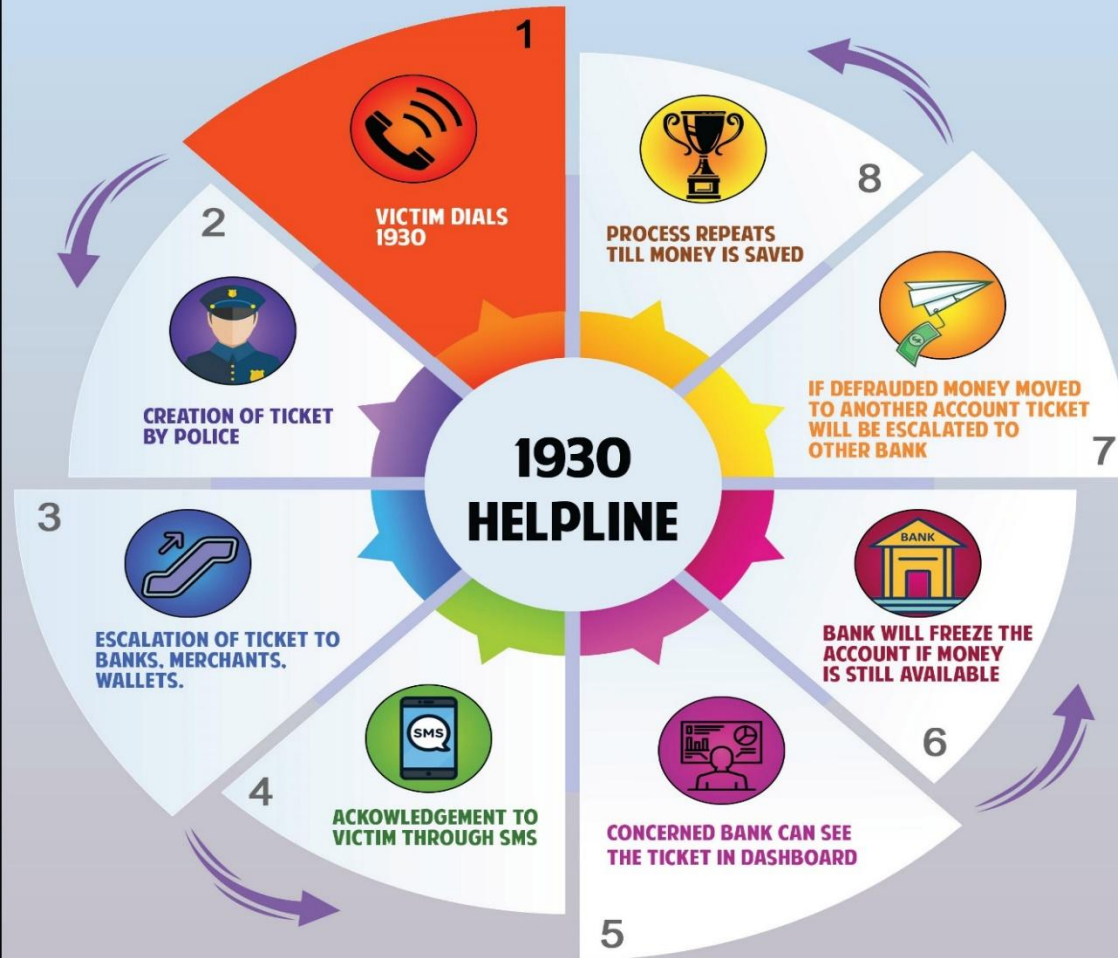 1
VICTIM DIALS
1930
2
CREATION OF TICKET
BY POLICE
3
ESCALATION OF TICKET TO
BANKS, MERCHANTS,
WALLETS.
4
SMS
ACKOWLEDGEMENT TO
VICTIM THROUGH SMS
5
CONCERNED BANK CAN SEE
THE TICKET IN DASHBOARD
6
BANK
BANK WILL FREEZE THE
ACCOUNT IF MONEY
IS STILL AVAILABLE
7
IF DEFRAUDED MONEY MOVED
TO ANOTHER ACCOUNT TICKET
WILL BE ESCALATED TO
OTHER BANK
8
PROCESS REPEATS
TILL MONEY IS SAVED
1930
HELPLINE